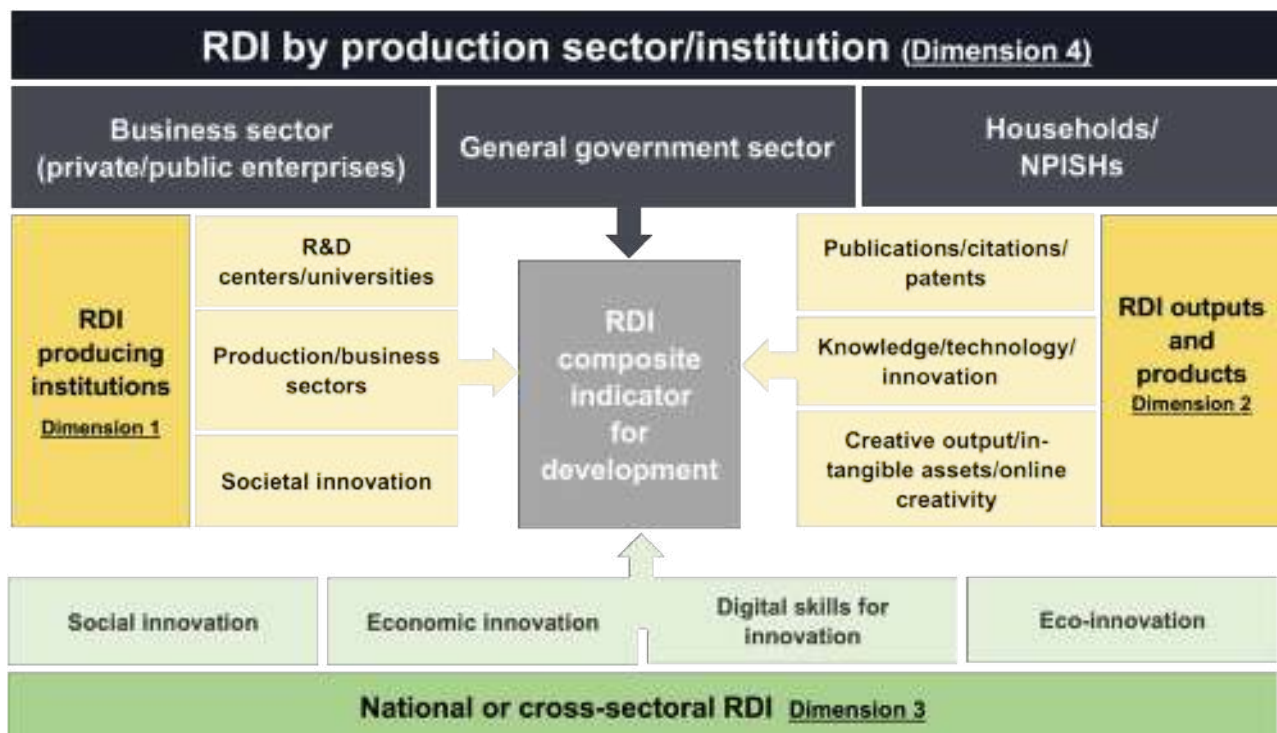 RDI by production sector/institution (Dimension 4)
Business sector
(private/public enterprises)
General government sector
Households/
NPISHs
RDI
producing
institutions
Dimension 1
R&D
centers/universities
Production/business
sectors
Societal innovation
RDI
composite
indicator
for
development
Publications/citations/
patents
Knowledge/technology/
innovation
Creative output/in-
tangible assets/online
creativity
RDI outputs
and
products
Dimension 2
Social innovation
Economic innovation
Digital skills for
innovation
Eco-innovation
National or cross-sectoral RDI Dimension 3